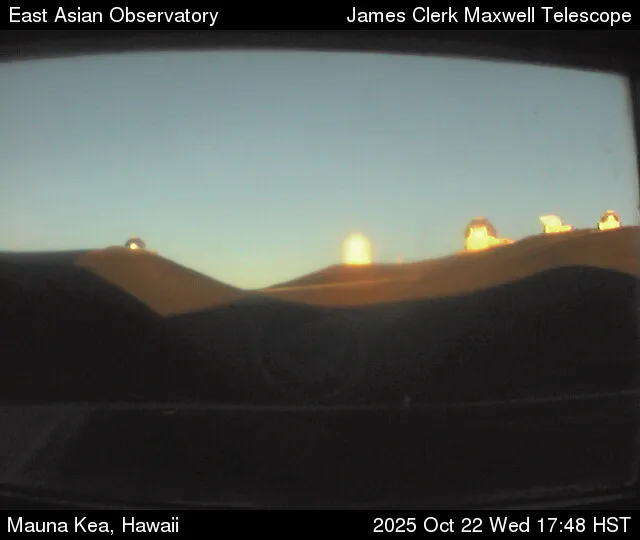 East Asian Observatory
James Clerk Maxwell Telescope
Mauna Kea, Hawaii
2025 Oct 22 Wed 17:48 HST